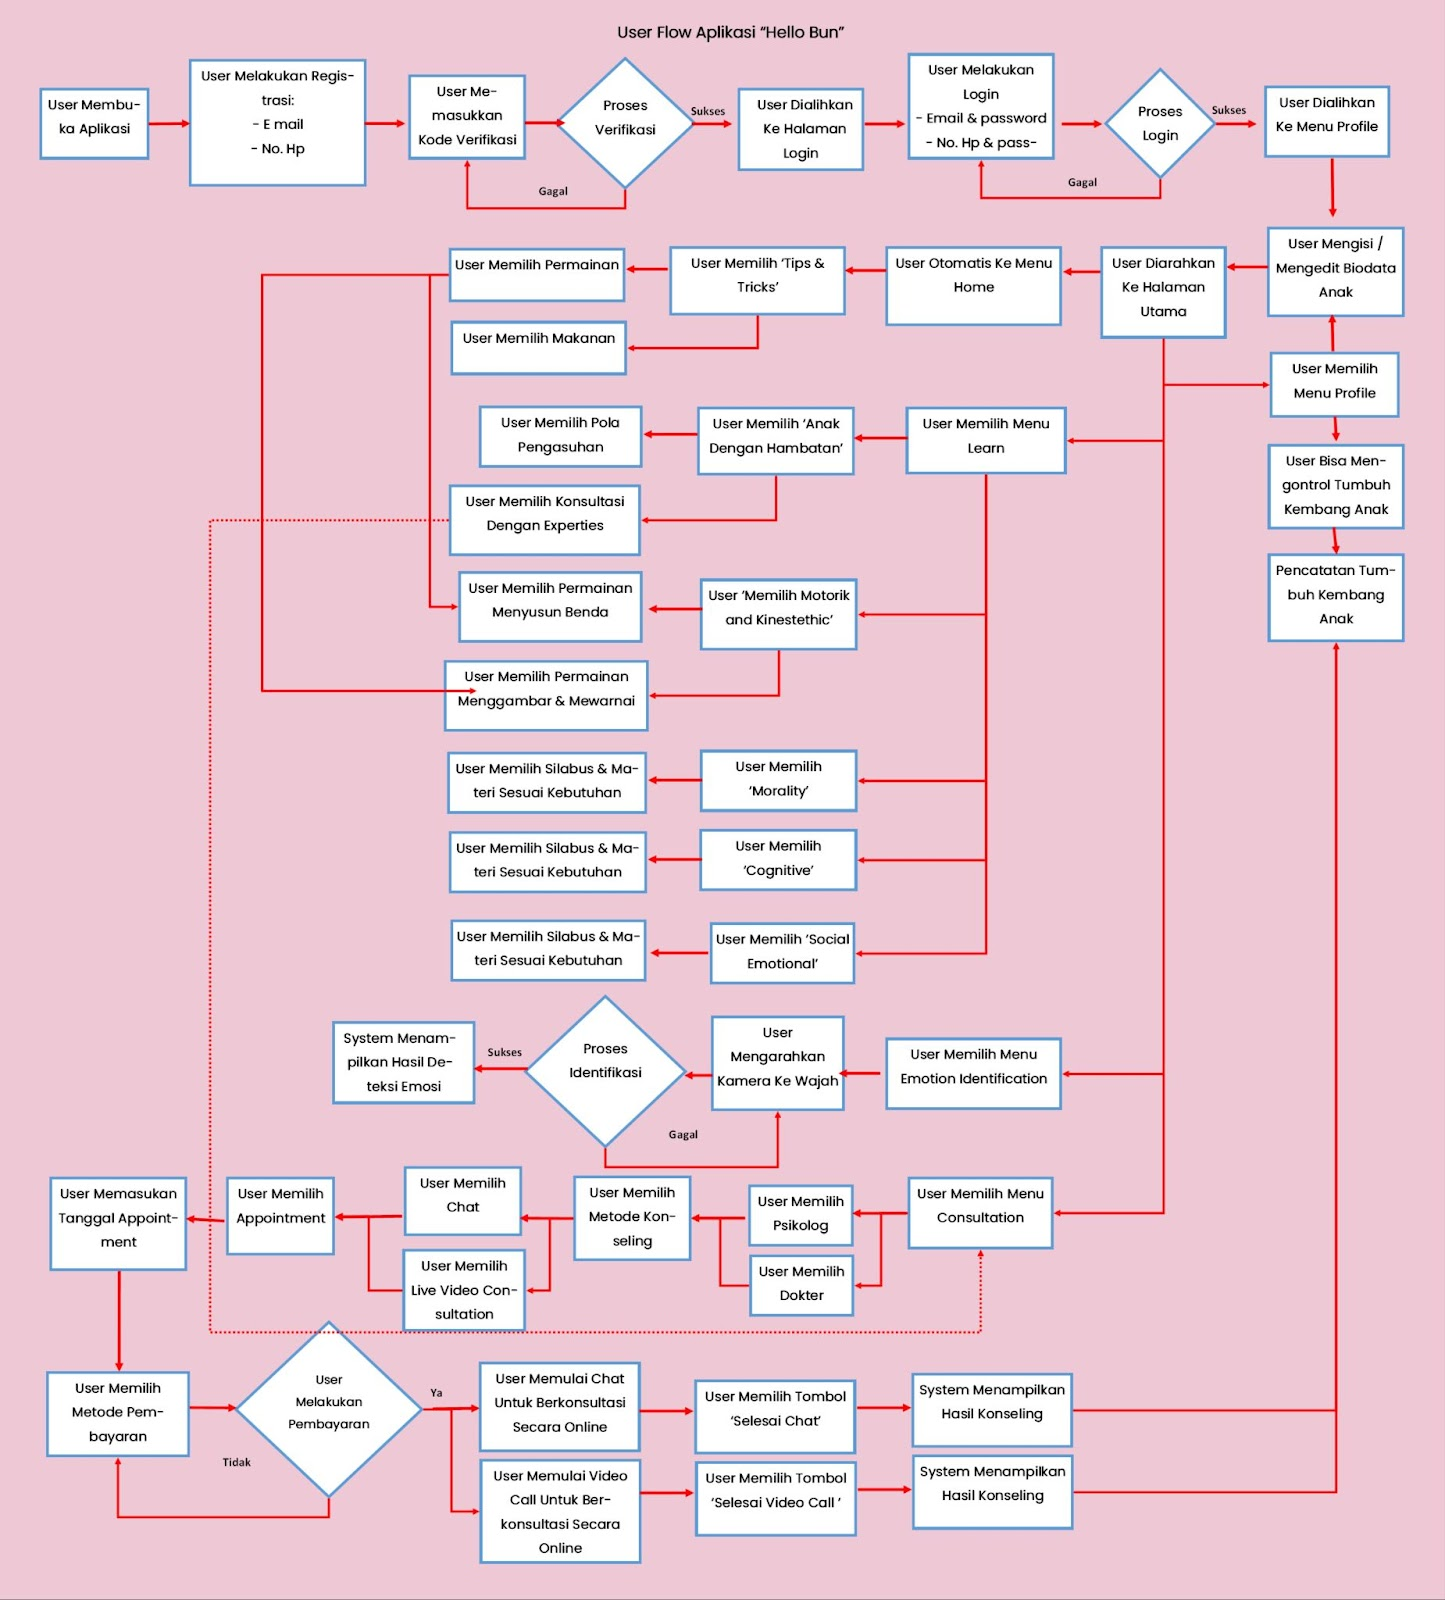 User Flow Aplikasi “Hello Bun”
User Membu-
ka Aplikasi
User Melakukan Regis-
trasi:
- E mail
- No. Hp
User Me-
masukkan
Kode Verifikasi
Proses
Verifikasi
Sukses
Gagal
User Dialihkan
Ke Halaman
Login
User Melakukan
Login
- Email & password
- No. Hp & pass-
Proses
Login
Sukses
Gagal
User Dialihkan
Ke Menu Profile
User Mengisi /
Mengedit Biodata
Anak
User Diarahkan
Ke Halaman
Utama
User Otomatis Ke Menu
Home
User Memilih ‘Tips &
Tricks’
User Memilih Permainan
User Memilih Makanan
User Memilih
Menu Profile
User Bisa Men-
gontrol Tumbuh
Kembang Anak
Pencatatan Tum-
buh Kembang
Anak
User Memilih Menu
Learn
User Memilih ‘Anak
Dengan Hambatan’
User Memilih Pola
Pengasuhan
User Memilih Konsultasi
Dengan Experties
User ‘Memilih Motorik
and Kinestethic’
User Memilih Permainan
Menyusun Benda
User Memilih Permainan
Menggambar & Mewarnai
User Memilih
‘Morality’
User Memilih Silabus & Ma-
teri Sesuai Kebutuhan
User Memilih
‘Cognitive’
User Memilih Silabus & Ma-
teri Sesuai Kebutuhan
User Memilih ‘Social
Emotional’
User Memilih Silabus & Ma-
teri Sesuai Kebutuhan
User Memilih Menu
Emotion Identification
User
Mengarahkan
Kamera Ke Wajah
Proses
Identifikasi
Sukses
Gagal
System Menam-
pilkan Hasil De-
teksi Emosi
User Memilih Menu
Consultation
User Memilih
Psikolog
User Memilih
Dokter
User Memilih
Metode Kon-
seling
User Memilih
Chat
User Memilih
Live Video Con-
sultation
User Memilih
Appointment
User Memasukan
Tanggal Appoint-
ment
User Memilih
Metode Pem-
bayaran
User
Melakukan
Pembayaran
Ya
Tidak
User Memulai Chat
Untuk Berkonsultasi
Secara Online
User Memilih Tombol
‘Selesai Chat’
System Menampilkan
Hasil Konseling
User Memulai Video
Call Untuk Ber-
konsultasi Secara
Online
User Memilih Tombol
‘Selesai Video Call ’
System Menampilkan
Hasil Konseling